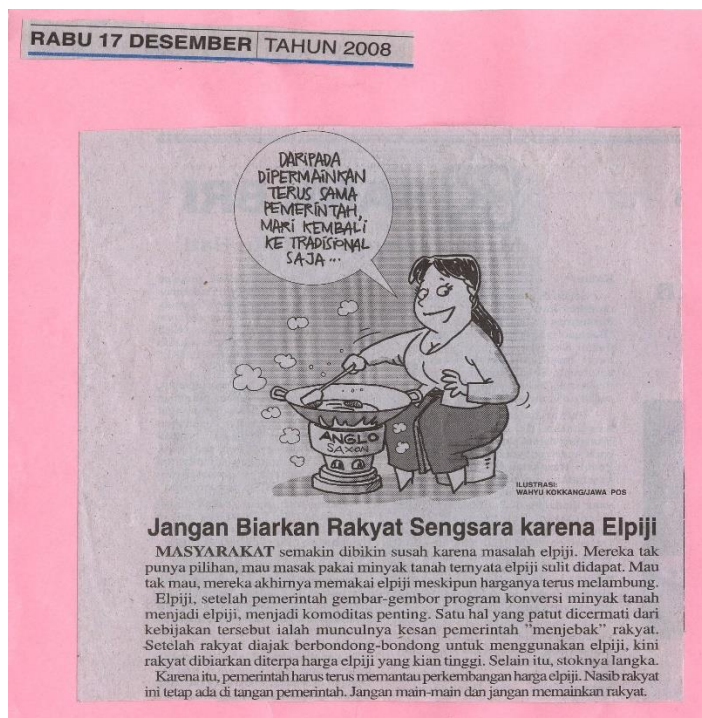 RABU 17 DESEMBER TAHUN 2008
DARIPADA
DIPERMAINKAN
TERUS SAMA
PEMERINTAH,
MARI KEMBALI
KE TRADISIONAL
SAJA...
ANGLO
SAXON
ILUSTRASI:
WAHYU KOKKANG/JAWA POS
Jangan Biarkan Rakyat Sengsara karena Elpiji
MASYARAKAT semakin dibikin susah karena masalah elpiji. Mereka tak
punya pilihan, mau masak pakai minyak tanah ternyata elpiji sulit didapat. Mau
tak mau, mereka akhirnya memakai elpiji meskipun harganya terus melambung.
Elpiji, setelah pemerintah gembar-gembor program konversi minyak tanah
menjadi elpiji, menjadi komoditas penting. Satu hal yang patut dicermati dari
kebijakan tersebut ialah munculnya kesan pemerintah "menjebak" rakyat.
Setelah rakyat diajak berbondong-bondong untuk menggunakan elpiji, kini
rakyat dibiarkan diterpa harga elpiji yang kian tinggi. Selain itu, stoknya langka.
Karena itu, pemerintah harus terus memantau perkembangan harga elpiji. Nasib rakyat
ini tetap ada di tangan pemerintah. Jangan main-main dan jangan memainkan rakyat.